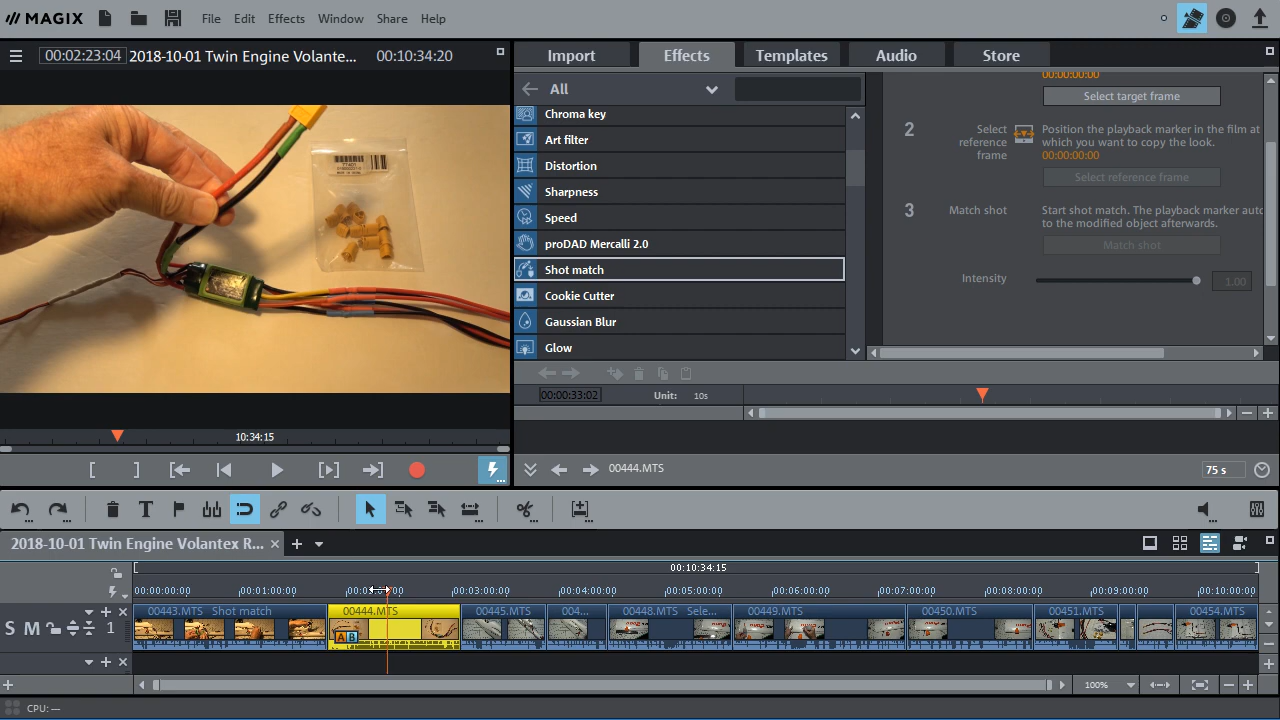 MAGIX
File Edit Effects Window Share Help
00:02:23:04 2018-10-01 Twin Engine Volante... 00:10:34:20
Import Effects Templates Audio Store
All
Chroma key
Art filter
Distortion
Sharpness
Speed
proDAD Mercalli 2.0
Shot match
Cookie Cutter
Gaussian Blur
Glow
00:00:00:00
Select target frame
2 Select reference frame
Position the playback marker in the film at
which you want to copy the look.
00:00:00:00
Select reference frame
3 Match shot
Start shot match. The playback marker auto
to the modified object afterwards.
Match shot
Intensity 1.00
00:00:33:02 Unit: 10s
10:34:15
00444.MTS 75 s
2018-10-01 Twin Engine Volantex R...
00:10:34:15
00:00:00:00 00:01:00:00 00:03:00:00 00:04:00:00 00:05:00:00 00:06:00:00 00:07:00:00 00:08:00:00 00:09:00:00 00:10:00:00
00443.MTS Shot match 00444.MTS 00445.MTS 004... 00448.MTS Sele... 00449.MTS 00450.MTS 00451.MTS 00454.MTS
S M 1
A B
100%
CPU: —